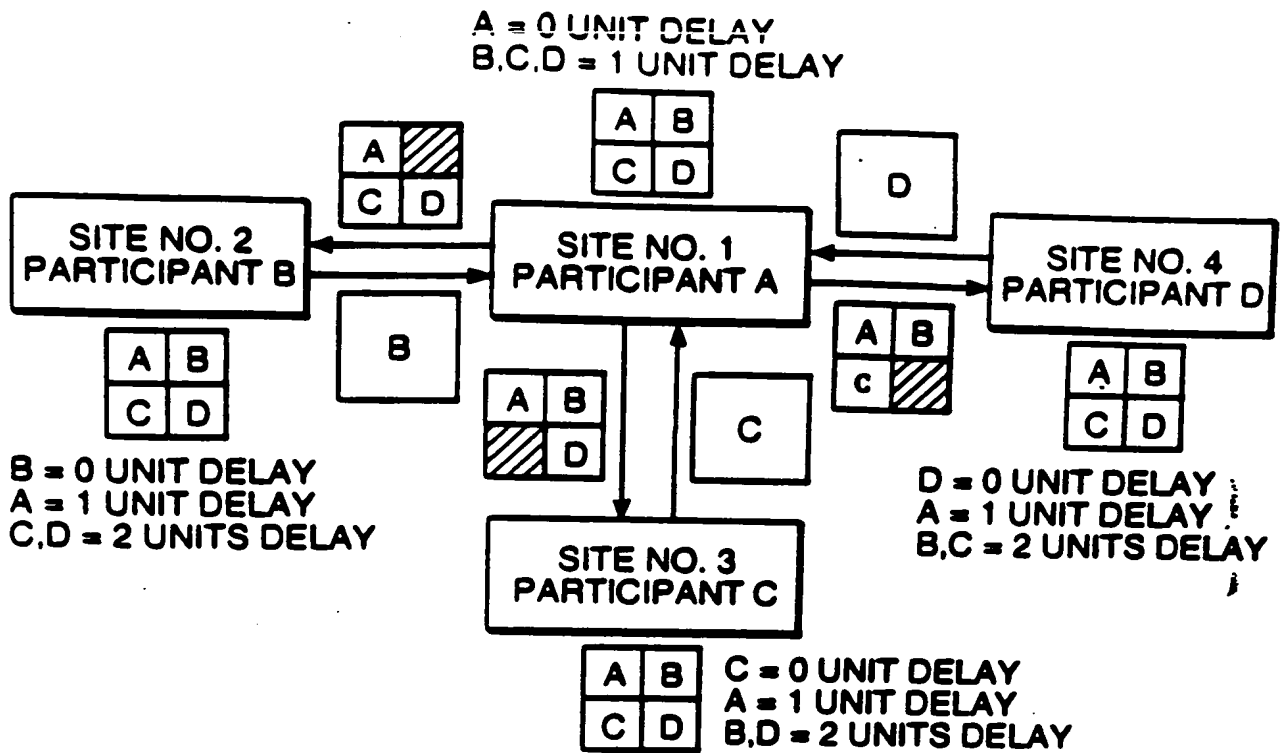 A = 0 UNIT DELAY
B,C,D = 1 UNIT DELAY
A B
C D
A
C D
D
SITE NO. 2
PARTICIPANT B
SITE NO. 1
PARTICIPANT A
SITE NO. 4
PARTICIPANT D
A B
C D
B
A B
D
C
A B
C
A B
C D
B = 0 UNIT DELAY
A = 1 UNIT DELAY
C,D = 2 UNITS DELAY
D = 0 UNIT DELAY
A = 1 UNIT DELAY
B,C = 2 UNITS DELAY
SITE NO. 3
PARTICIPANT C
A B
C D
C = 0 UNIT DELAY
A = 1 UNIT DELAY
B,D = 2 UNITS DELAY